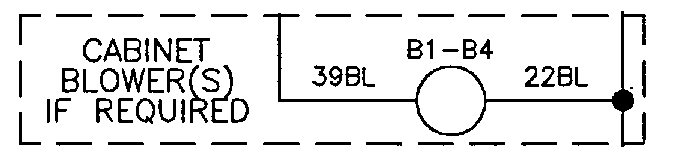 CABINET
BLOWER(S)
IF REQUIRED
39BL
B1-B4
22BL